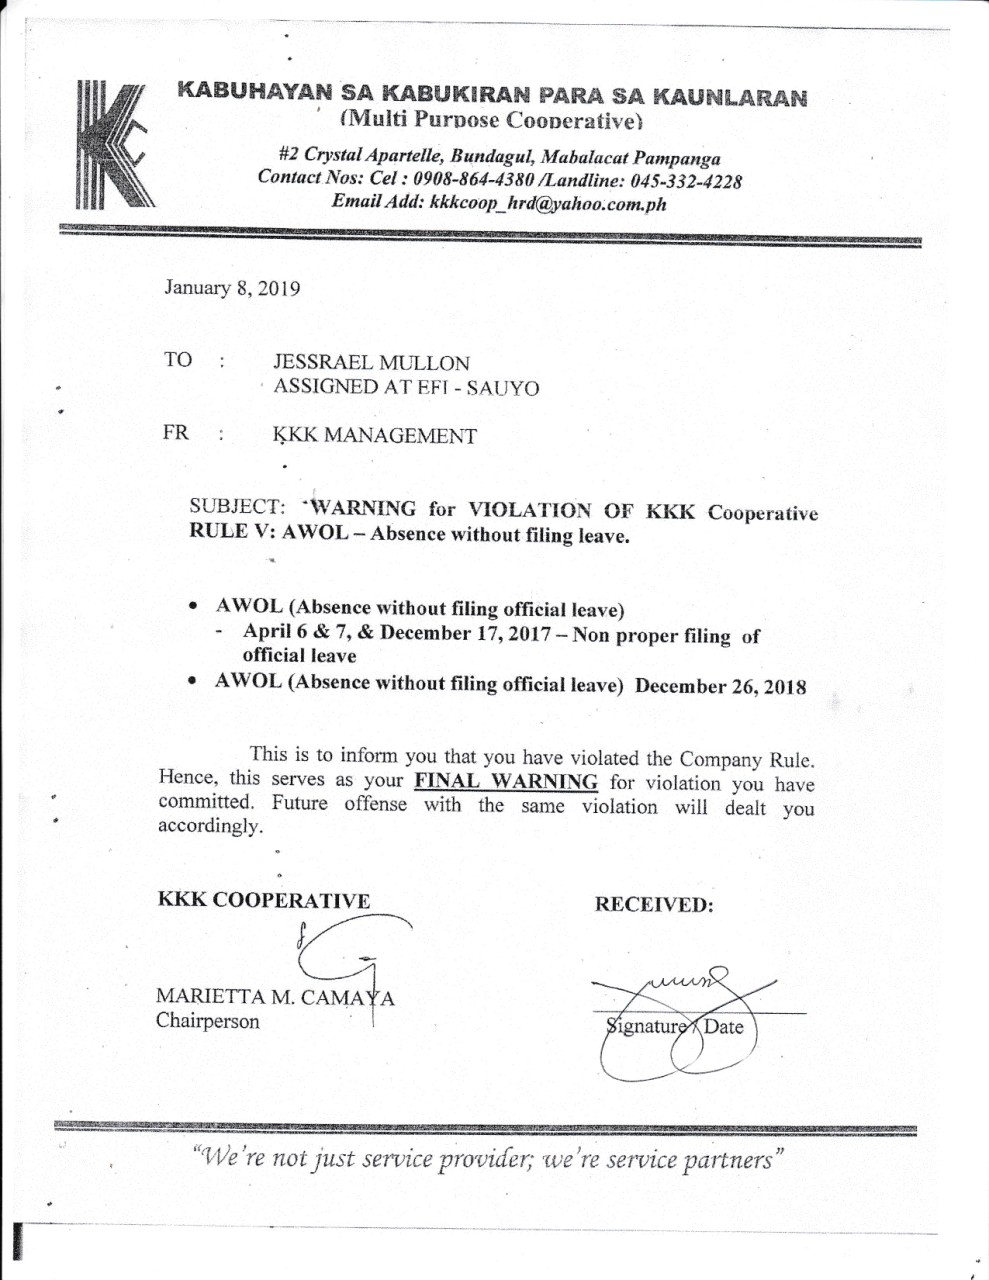 KABUHAYAN SA KABUKIRAN PARA SA KAUNLARAN
(Multi Purpose Cooperative)
#2 Crystal Apartelle, Bundagul, Mabalacat Pampanga
Contact Nos: Cel : 0908-864-4380 /Landline: 045-332-4228
Email Add: kkkcoop_hrd@yahoo.com.ph
January 8, 2019
TO : JESSRAEL MULLON
ASSIGNED AT EFI - SAUYO
FR : KKK MANAGEMENT
SUBJECT: WARNING for VIOLATION OF KKK Cooperative
RULE V: AWOL – Absence without filing leave.
• AWOL (Absence without filing official leave)
- April 6 & 7, & December 17, 2017 – Non proper filing of
official leave
• AWOL (Absence without filing official leave) December 26, 2018
This is to inform you that you have violated the Company Rule.
Hence, this serves as your FINAL WARNING for violation you have
committed. Future offense with the same violation will dealt you
accordingly.
KKK COOPERATIVE RECEIVED:
MARIETTA M. CAMAYA
Chairperson
Signature / Date
"We're not just service provider; we're service partners"